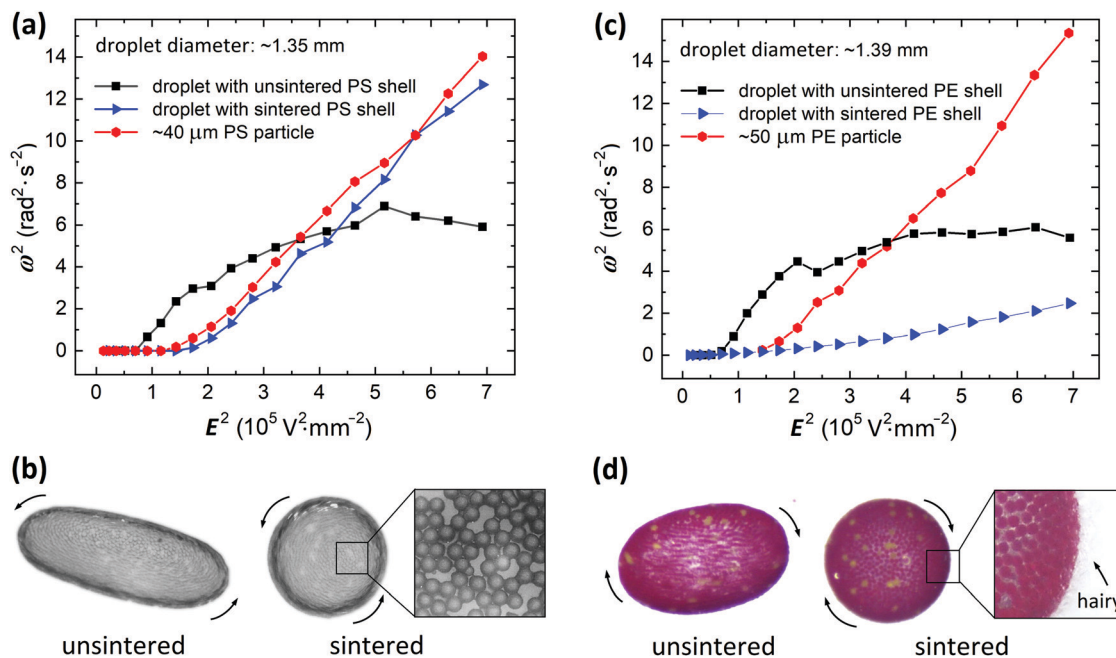 (a)
droplet diameter: ~1.35 mm
droplet with unsintered PS shell
droplet with sintered PS shell
~40 μm PS particle
ω² (rad²·s⁻²)
14
12
10
8
6
4
2
0
0 1 2 3 4 5 6 7
E² (10⁵ V²·mm⁻²)
(c)
droplet diameter: ~1.39 mm
droplet with unsintered PE shell
droplet with sintered PE shell
~50 μm PE particle
ω² (rad²·s⁻²)
14
12
10
8
6
4
2
0
0 1 2 3 4 5 6 7
E² (10⁵ V²·mm⁻²)
(b)
unsintered
sintered
(d)
hairy
unsintered
sintered